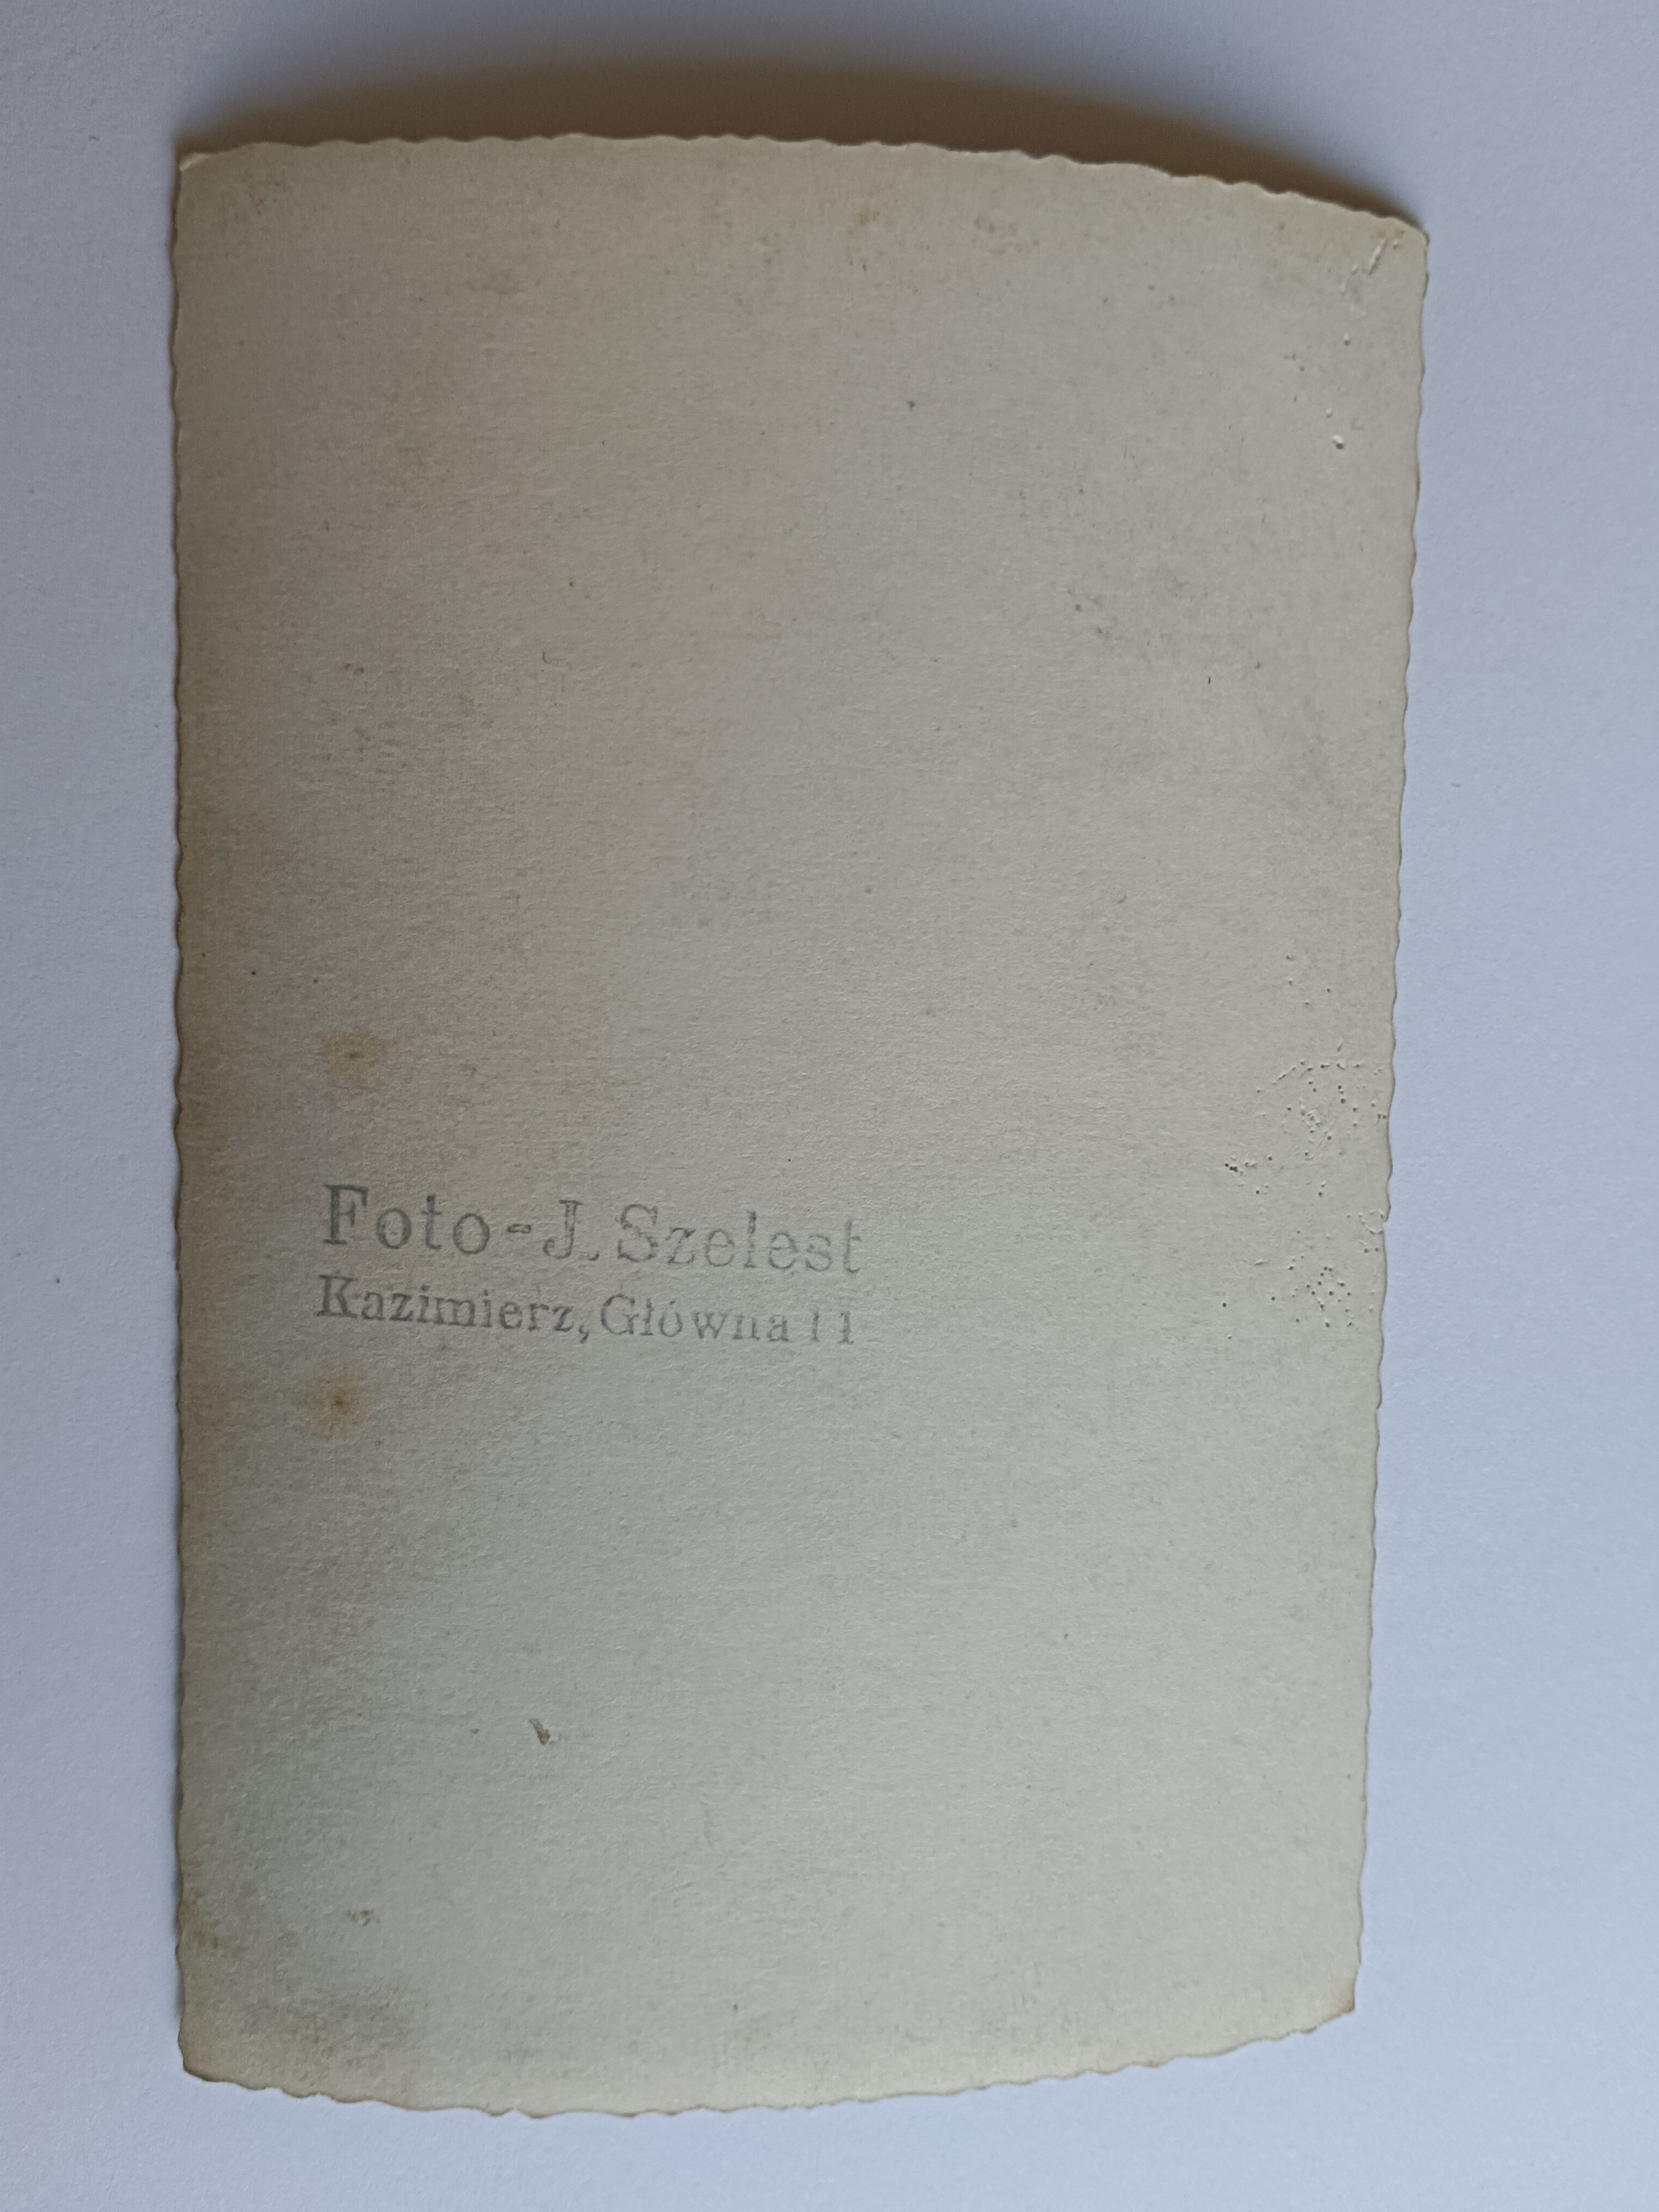 Foto-J. Szelest
Kazimierz, Główna 11